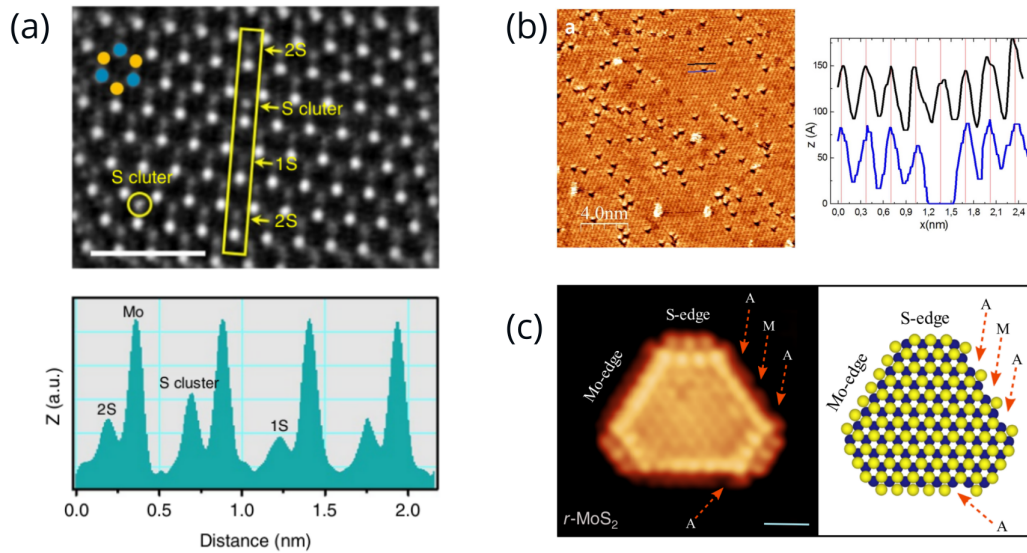 (a)
2S
S cluter
1S
S cluter
2S
Mo
S cluster
2S
1S
Z (a.u.)
0.0 0.5 1.0 1.5 2.0
Distance (nm)
(b)
a
4.0nm
150
100
50
0
Z (A)
0,0 0,3 0,6 0,9 1,2 1,5 1,8 2,1 2,4
x(nm)
(c)
S-edge
Mo-edge
A
M
A
A
r-MoS2
S-edge
Mo-edge
A
M
A
A